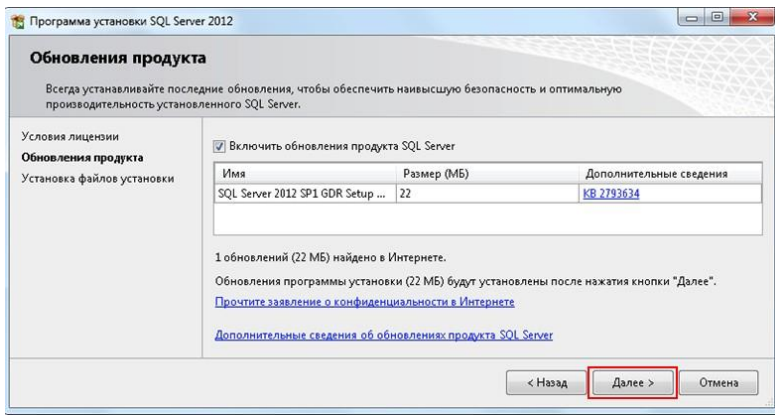 Программа установки SQL Server 2012
Обновления продукта
Всегда устанавливайте последние обновления, чтобы обеспечить наивысшую безопасность и оптимальную
производительность установленного SQL Server.
Условия лицензии
Обновления продукта
Установка файлов установки
Включить обновления продукта SQL Server
Имя Размер (МБ) Дополнительные сведения
SQL Server 2012 SP1 GDR Setup ... 22 KB 2793634
1 обновлений (22 МБ) найдено в Интернете.
Обновления программы установки (22 МБ) будут установлены после нажатия кнопки "Далее".
Прочтите заявление о конфиденциальности в Интернете
Дополнительные сведения об обновлениях продукта SQL Server
< Назад Далее > Отмена